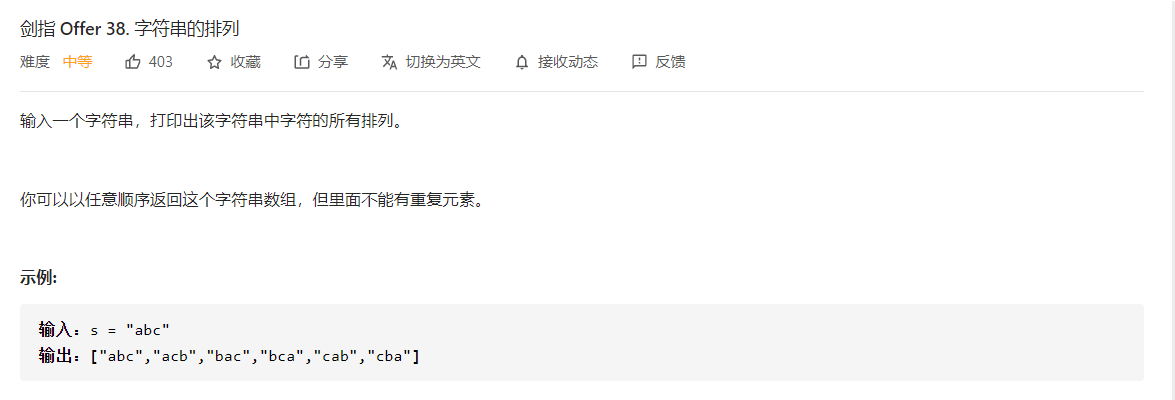 剑指 Offer 38. 字符串的排列
难度 中等 403 收藏 分享 切换为英文 接收动态 反馈
输入一个字符串，打印出该字符串中字符的所有排列。
你可以以任意顺序返回这个字符串数组，但里面不能有重复元素。
示例:
输入：s = "abc"
输出：["abc","acb","bac","bca","cab","cba"]